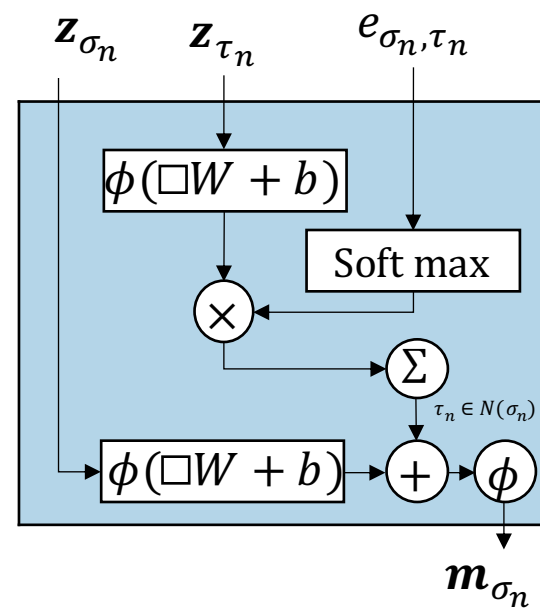 𝒛_{σ_n} 𝒛_{τ_n} e_{σ_n,τ_n}
ϕ(□W + b)
Soft max
×
Σ
τ_n ∈ N(σ_n)
ϕ(□W + b) + ϕ
𝒎_{σ_n}